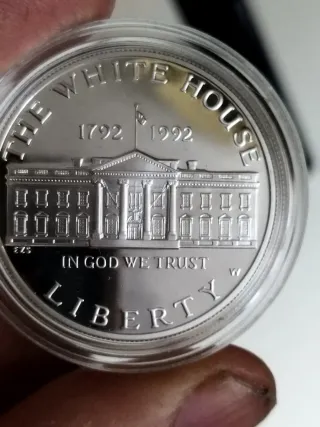 THE WHITE HOUSE
1792 1992
IN GOD WE TRUST
W
LIBERTY